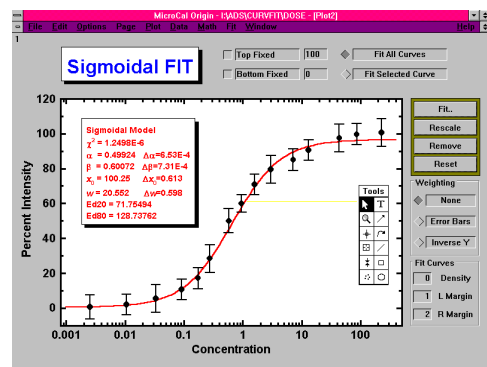 MicroCal Origin - I:\ADS\CURVFIT\DOSE - [Plot2]
File Edit Options Page Plot Data Math Fit Window Help
1
Sigmoidal FIT
Top Fixed 100 Fit All Curves
Bottom Fixed 0 Fit Selected Curve
120
100
80
60
40
20
0
Percent Intensity
Sigmoidal Model
χ² = 1.2498E-6
α = 0.49924 Δα=6.53E-4
β = 0.60072 Δβ=7.31E-4
x₀ = 100.25 Δx₀=0.613
w = 20.552 Δw=0.598
Ed20 = 71.75494
Ed80 = 128.73762
Tools
T
0.001 0.01 0.1 1 10 100
Concentration
Fit..
Rescale
Remove
Reset
Weighting
None
Error Bars
Inverse Y
Fit Curves
0 Density
1 L Margin
2 R Margin